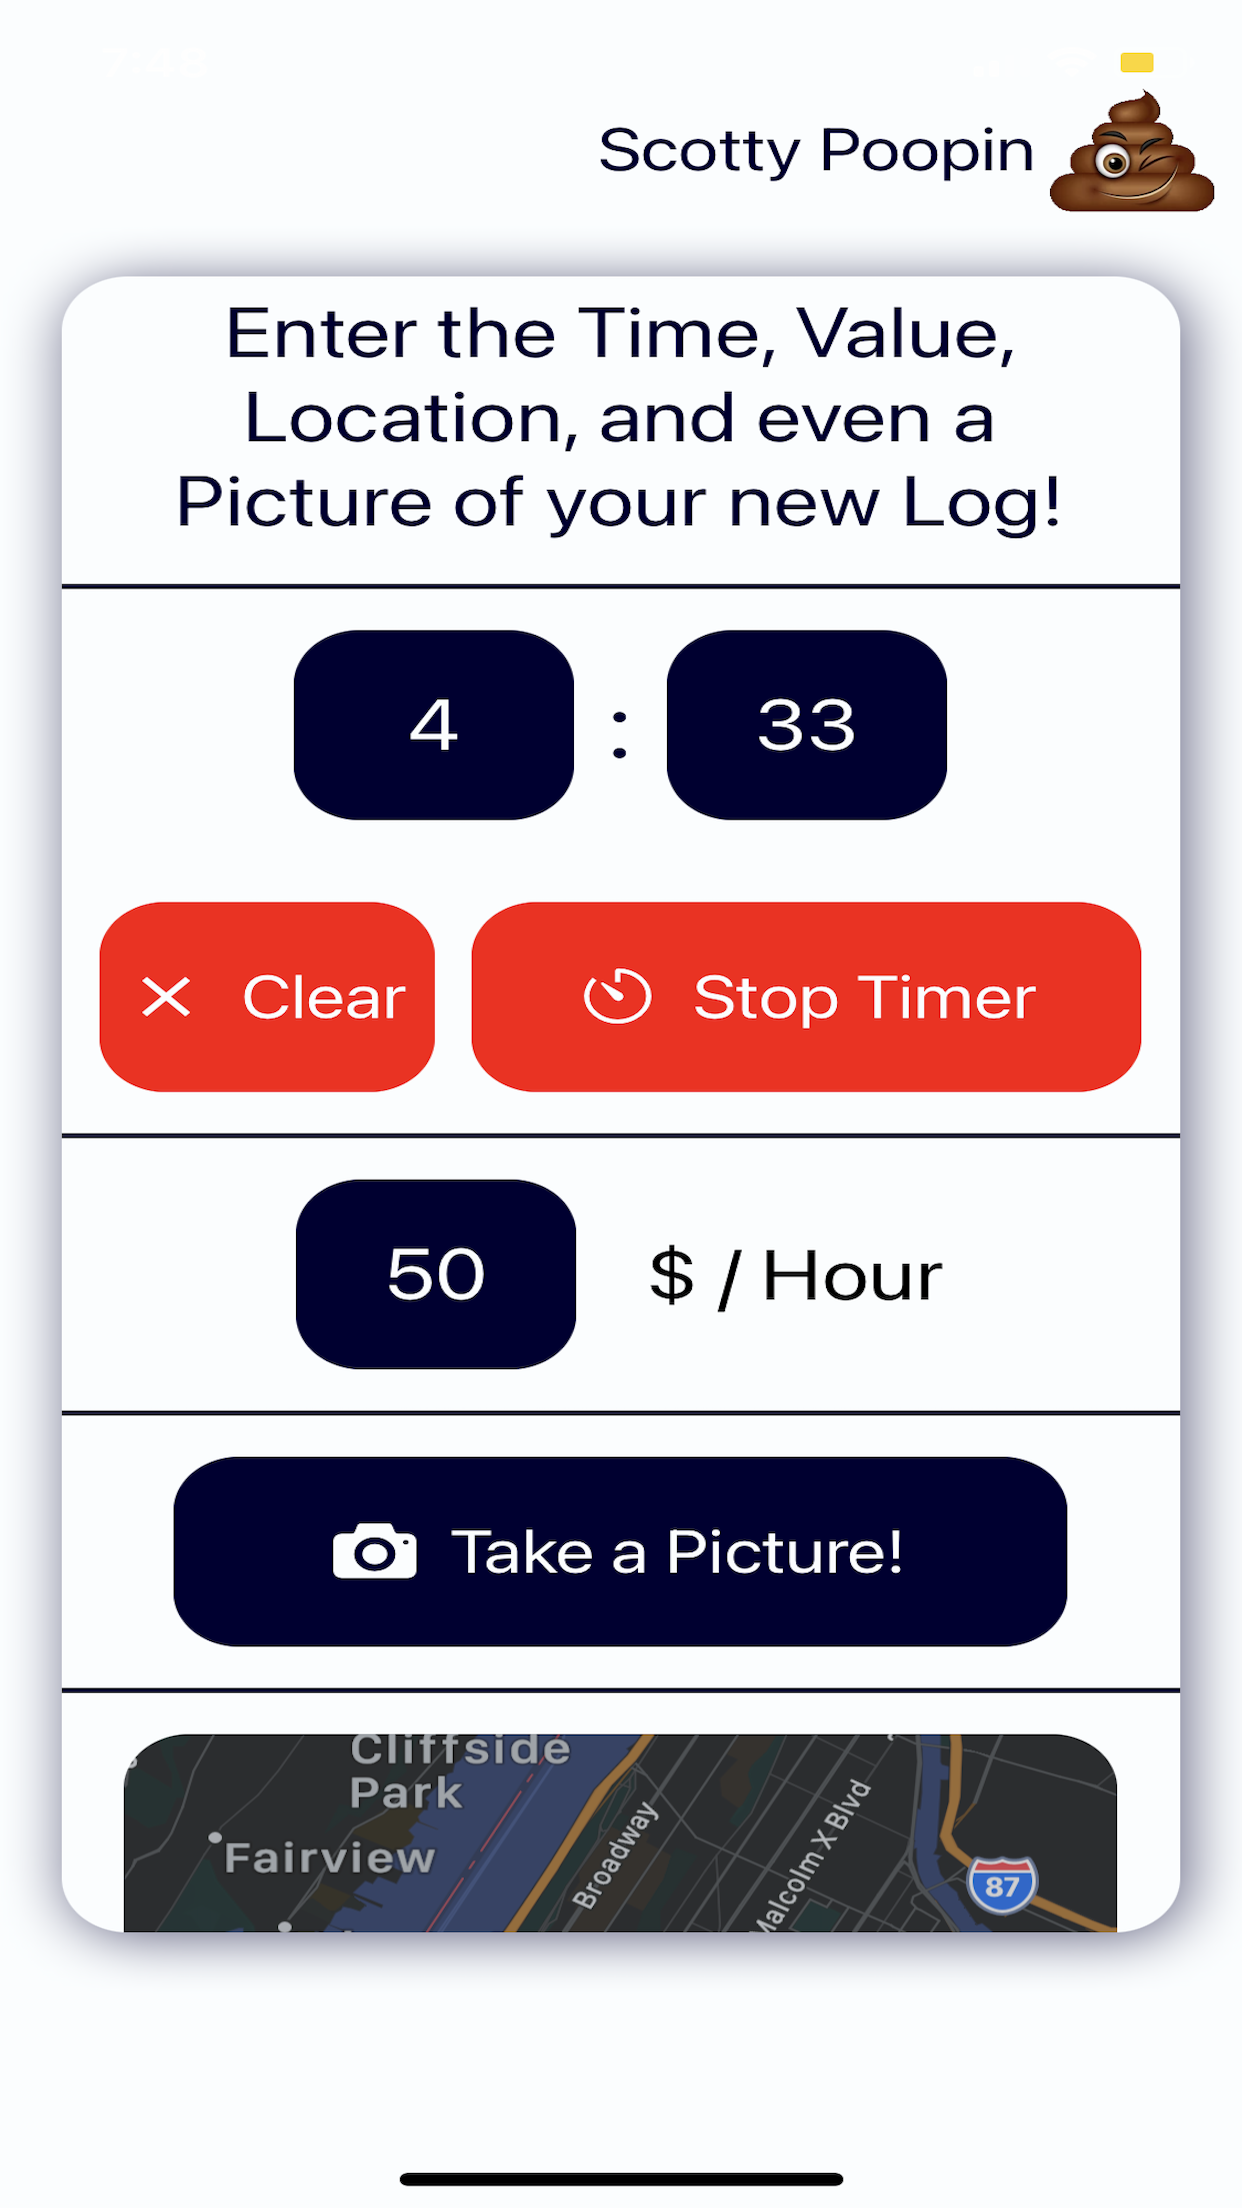 Scotty Poopin
Enter the Time, Value,
Location, and even a
Picture of your new Log!
4 : 33
Clear
Stop Timer
50 $ / Hour
Take a Picture!
Cliffside
Park
Fairview
Broadway
Malcolm X Blvd
87